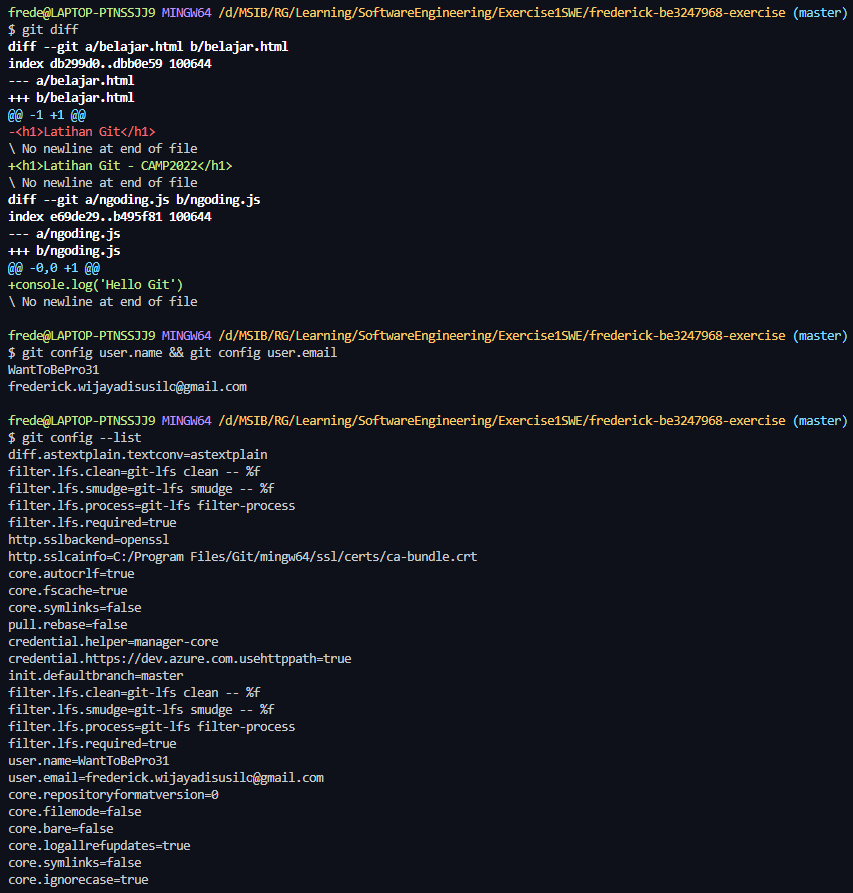 frede@LAPTOP-PTNSSJJ9 MINGW64 /d/MSIB/RG/Learning/SoftwareEngineering/Exercise1SWE/frederick-be3247968-exercise (master)
$ git diff
diff --git a/belajar.html b/belajar.html
index db299d0..dbb0e59 100644
--- a/belajar.html
+++ b/belajar.html
@@ -1 +1 @@
-<h1>Latihan Git</h1>
\ No newline at end of file
+<h1>Latihan Git - CAMP2022</h1>
\ No newline at end of file
diff --git a/ngoding.js b/ngoding.js
index e69de29..b495f81 100644
--- a/ngoding.js
+++ b/ngoding.js
@@ -0,0 +1 @@
+console.log('Hello Git')
\ No newline at end of file
frede@LAPTOP-PTNSSJJ9 MINGW64 /d/MSIB/RG/Learning/SoftwareEngineering/Exercise1SWE/frederick-be3247968-exercise (master)
$ git config user.name && git config user.email
WantToBePro31
frederick.wijayadisusilo@gmail.com
frede@LAPTOP-PTNSSJJ9 MINGW64 /d/MSIB/RG/Learning/SoftwareEngineering/Exercise1SWE/frederick-be3247968-exercise (master)
$ git config --list
diff.astextplain.textconv=astextplain
filter.lfs.clean=git-lfs clean -- %f
filter.lfs.smudge=git-lfs smudge -- %f
filter.lfs.process=git-lfs filter-process
filter.lfs.required=true
http.sslbackend=openssl
http.sslcainfo=C:/Program Files/Git/mingw64/ssl/certs/ca-bundle.crt
core.autocrlf=true
core.fscache=true
core.symlinks=false
pull.rebase=false
credential.helper=manager-core
credential.https://dev.azure.com.usehttppath=true
init.defaultbranch=master
filter.lfs.clean=git-lfs clean -- %f
filter.lfs.smudge=git-lfs smudge -- %f
filter.lfs.process=git-lfs filter-process
filter.lfs.required=true
user.name=WantToBePro31
user.email=frederick.wijayadisusilo@gmail.com
core.repositoryformatversion=0
core.filemode=false
core.bare=false
core.logallrefupdates=true
core.symlinks=false
core.ignorecase=true